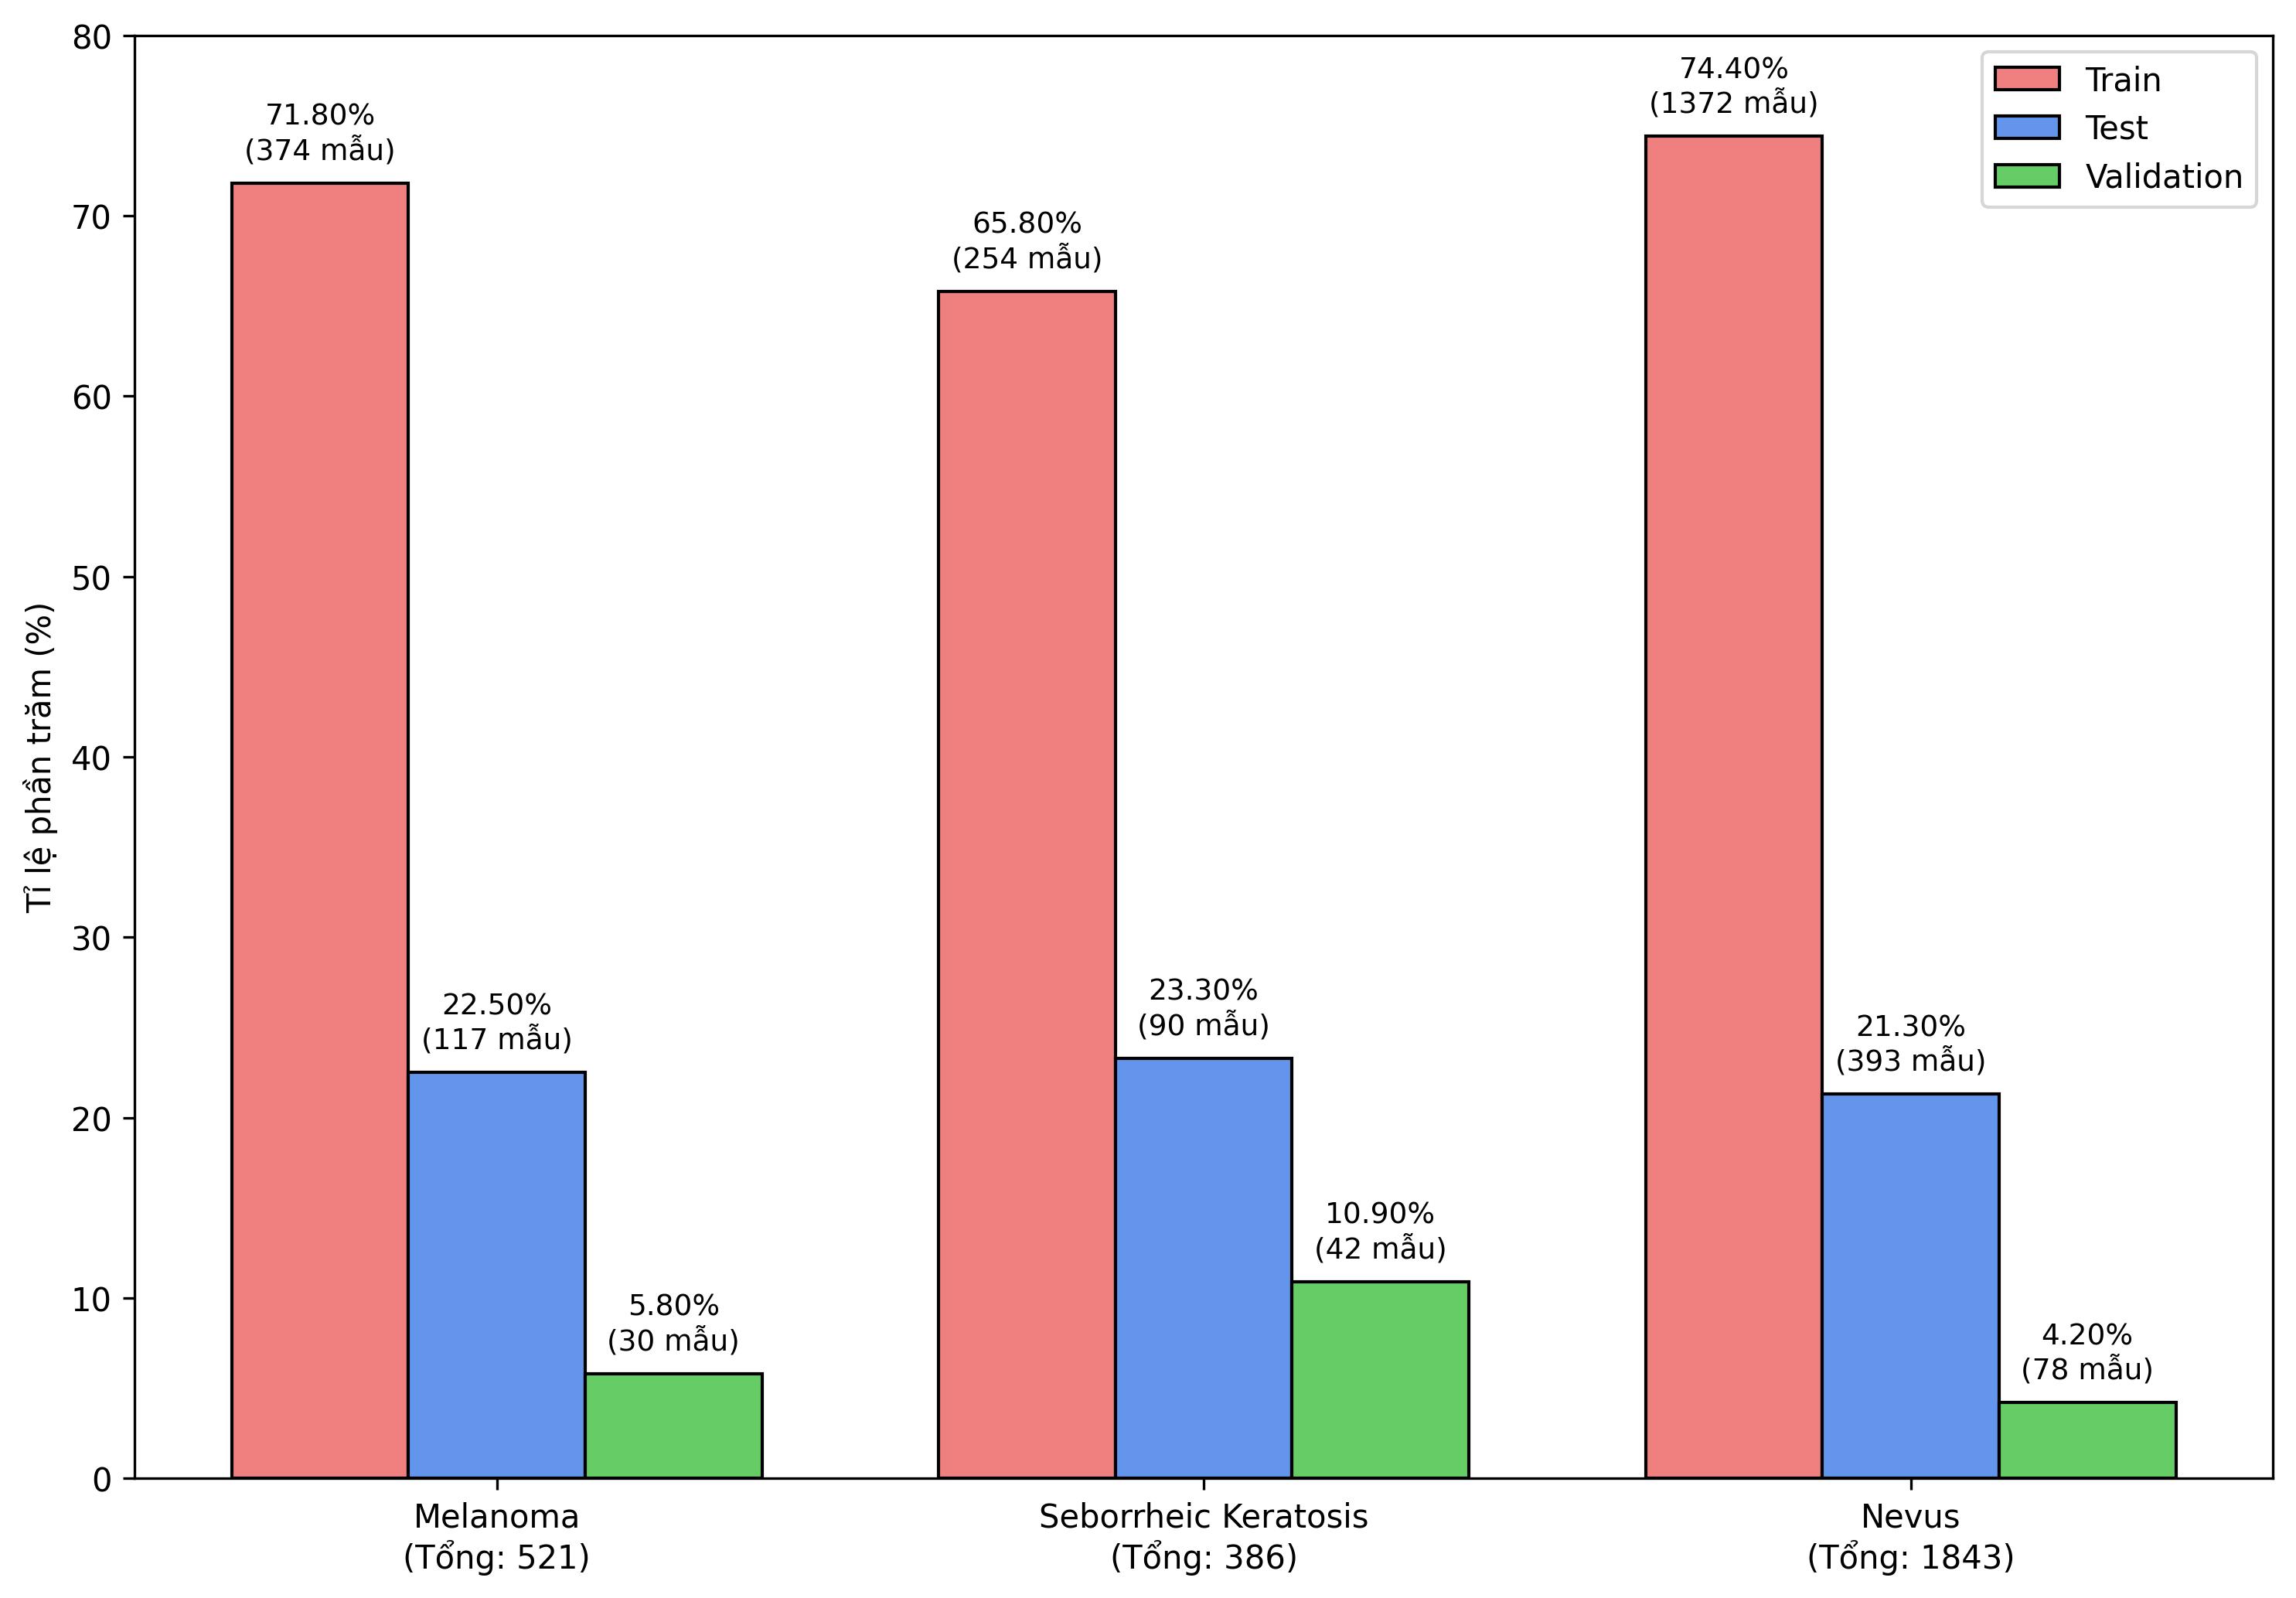 80
70
60
50
40
30
20
10
0
Tỉ lệ phần trăm (%)
Train
Test
Validation
71.80%
(374 mẫu)
22.50%
(117 mẫu)
5.80%
(30 mẫu)
65.80%
(254 mẫu)
23.30%
(90 mẫu)
10.90%
(42 mẫu)
74.40%
(1372 mẫu)
21.30%
(393 mẫu)
4.20%
(78 mẫu)
Melanoma
(Tổng: 521)
Seborrheic Keratosis
(Tổng: 386)
Nevus
(Tổng: 1843)